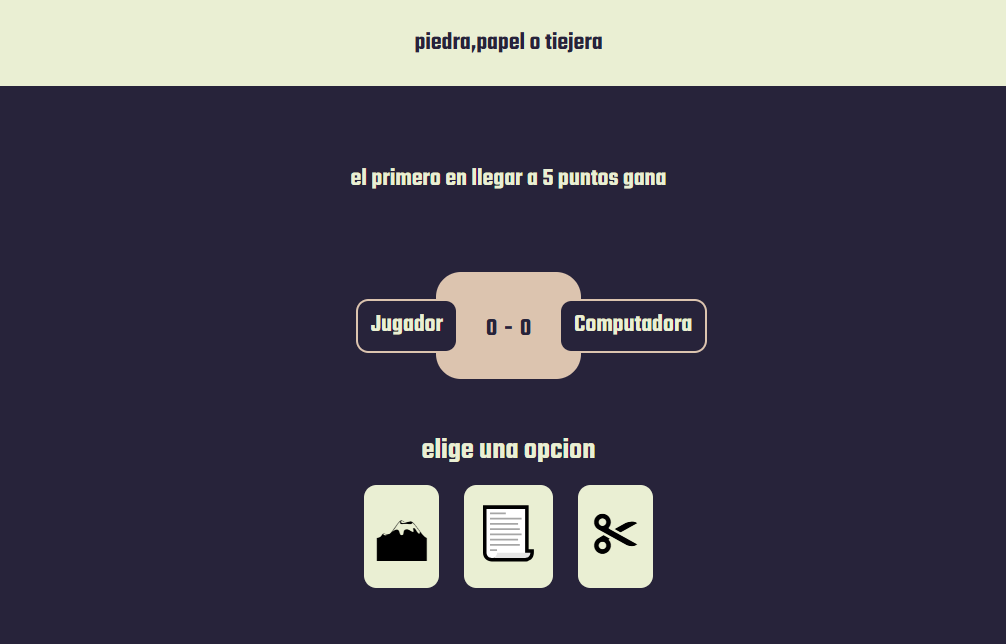 piedra,papel o tiejera
el primero en llegar a 5 puntos gana
Jugador 0 - 0 Computadora
elige una opcion